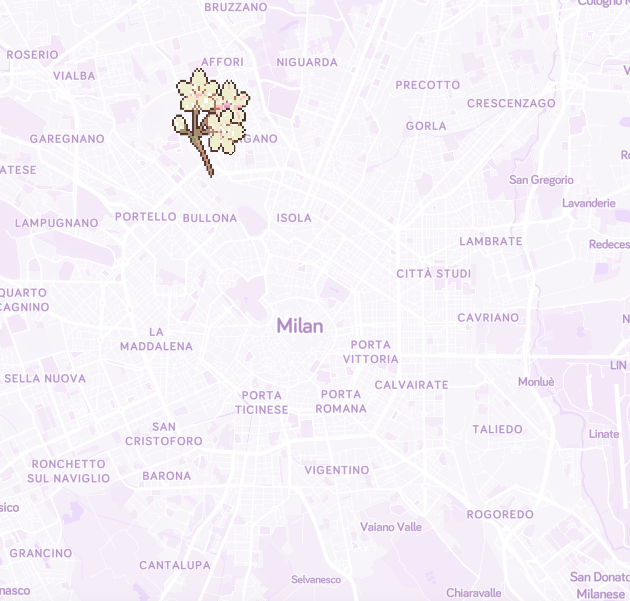 BRUZZANO
Cologno M
ROSERIO
AFFORI
NIGUARDA
VIALBA
PRECOTTO
CRESCENZAGO
GORLA
GAREGNANO
GANO
ATESE
San Gregorio
Lavanderie
LAMPUGNANO
PORTELLO
BULLONA
ISOLA
LAMBRATE
Redeces
CITTÀ STUDI
QUARTO
CAGNINO
CAVRIANO
Milan
LA
MADDALENA
PORTA
VITTORIA
LIN
SELLA NUOVA
CALVAIRATE
Monluè
PORTA
TICINESE
PORTA
ROMANA
SAN
CRISTOFORO
TALIEDO
Linate
RONCHETTO
SUL NAVIGLIO
BARONA
VIGENTINO
sico
ROGOREDO
Vaiano Valle
GRANCINO
CANTALUPA
Selvanesco
San Donato
Milanese
nasco
Chiaravalle